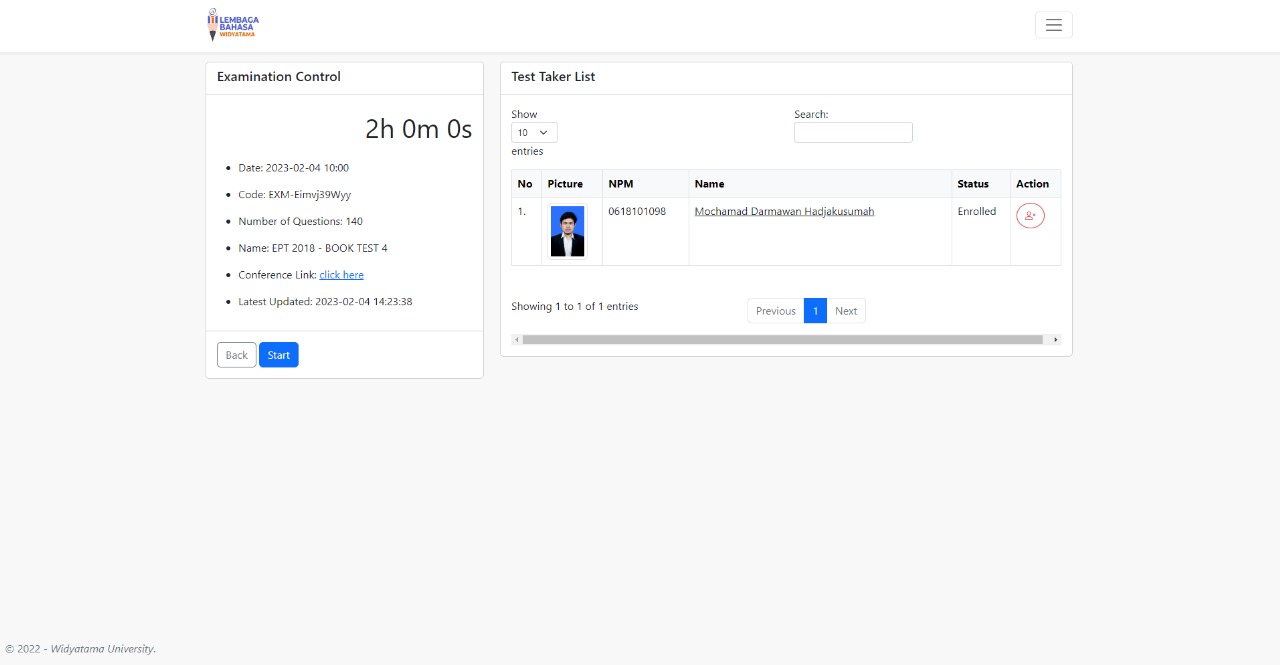 LEMBAGA
BAHASA
WIDYATAMA
Examination Control
2h 0m 0s
Date: 2023-02-04 10:00
Code: EXM-Eimvj39Wyy
Number of Questions: 140
Name: EPT 2018 - BOOK TEST 4
Conference Link: click here
Latest Updated: 2023-02-04 14:23:38
Back Start
Test Taker List
Show
10
entries
Search:
No Picture NPM Name Status Action
1. 0618101098 Mochamad Darmawan Hadjakusumah Enrolled
Showing 1 to 1 of 1 entries
Previous 1 Next
© 2022 - Widyatama University.